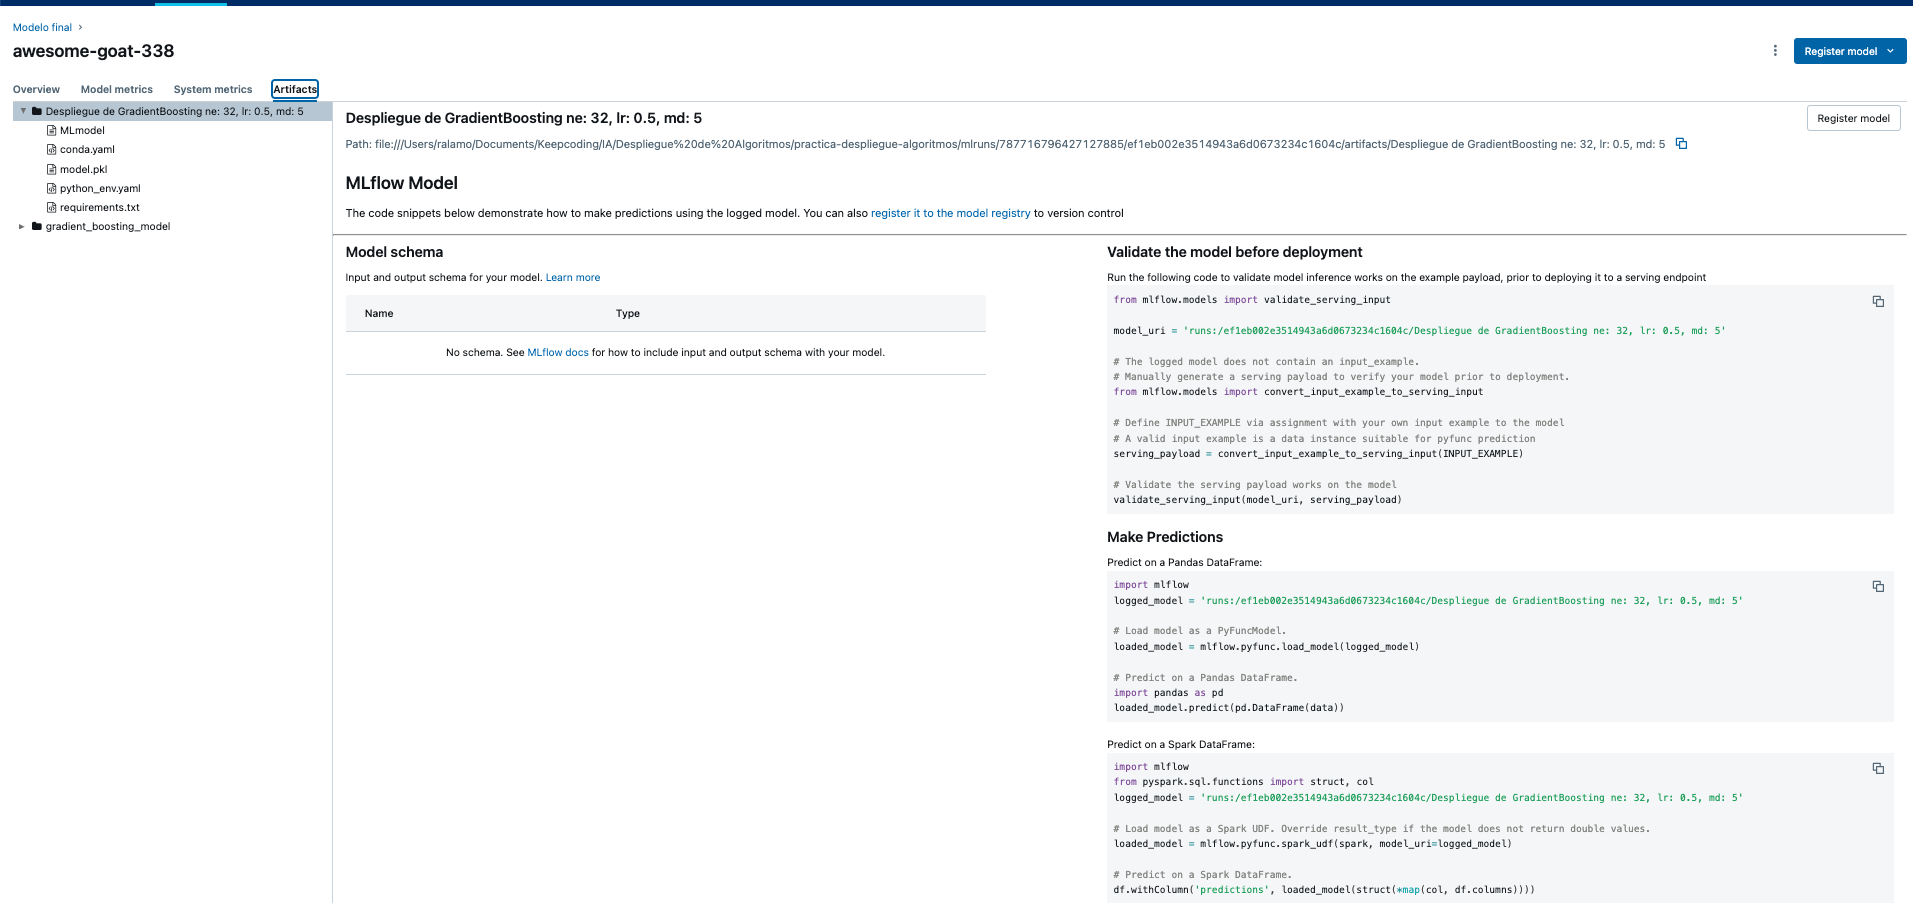 Modelo final
awesome-goat-338
Register model
Overview Model metrics System metrics Artifacts
Despliegue de GradientBoosting ne: 32, lr: 0.5, md: 5
MLmodel
conda.yaml
model.pkl
python_env.yaml
requirements.txt
gradient_boosting_model
Despliegue de GradientBoosting ne: 32, lr: 0.5, md: 5
Register model
Path: file:///Users/ralamo/Documents/Keepcoding/IA/Despliegue%20de%20Algoritmos/practica-despliegue-algoritmos/mlruns/787716796427127885/ef1eb002e3514943a6d0673234c1604c/artifacts/Despliegue de GradientBoosting ne: 32, lr: 0.5, md: 5
MLflow Model
The code snippets below demonstrate how to make predictions using the logged model. You can also register it to the model registry to version control
Model schema
Input and output schema for your model. Learn more
Name Type
No schema. See MLflow docs for how to include input and output schema with your model.
Validate the model before deployment
Run the following code to validate model inference works on the example payload, prior to deploying it to a serving endpoint
from mlflow.models import validate_serving_input
model_uri = 'runs:/ef1eb002e3514943a6d0673234c1604c/Despliegue de GradientBoosting ne: 32, lr: 0.5, md: 5'
# The logged model does not contain an input_example.
# Manually generate a serving payload to verify your model prior to deployment.
from mlflow.models import convert_input_example_to_serving_input
# Define INPUT_EXAMPLE via assignment with your own input example to the model
# A valid input example is a data instance suitable for pyfunc prediction
serving_payload = convert_input_example_to_serving_input(INPUT_EXAMPLE)
# Validate the serving payload works on the model
validate_serving_input(model_uri, serving_payload)
Make Predictions
Predict on a Pandas DataFrame:
import mlflow
logged_model = 'runs:/ef1eb002e3514943a6d0673234c1604c/Despliegue de GradientBoosting ne: 32, lr: 0.5, md: 5'
# Load model as a PyFuncModel.
loaded_model = mlflow.pyfunc.load_model(logged_model)
# Predict on a Pandas DataFrame.
import pandas as pd
loaded_model.predict(pd.DataFrame(data))
Predict on a Spark DataFrame:
import mlflow
from pyspark.sql.functions import struct, col
logged_model = 'runs:/ef1eb002e3514943a6d0673234c1604c/Despliegue de GradientBoosting ne: 32, lr: 0.5, md: 5'
# Load model as a Spark UDF. Override result_type if the model does not return double values.
loaded_model = mlflow.pyfunc.spark_udf(spark, model_uri=logged_model)
# Predict on a Spark DataFrame.
df.withColumn('predictions', loaded_model(struct(*map(col, df.columns))))